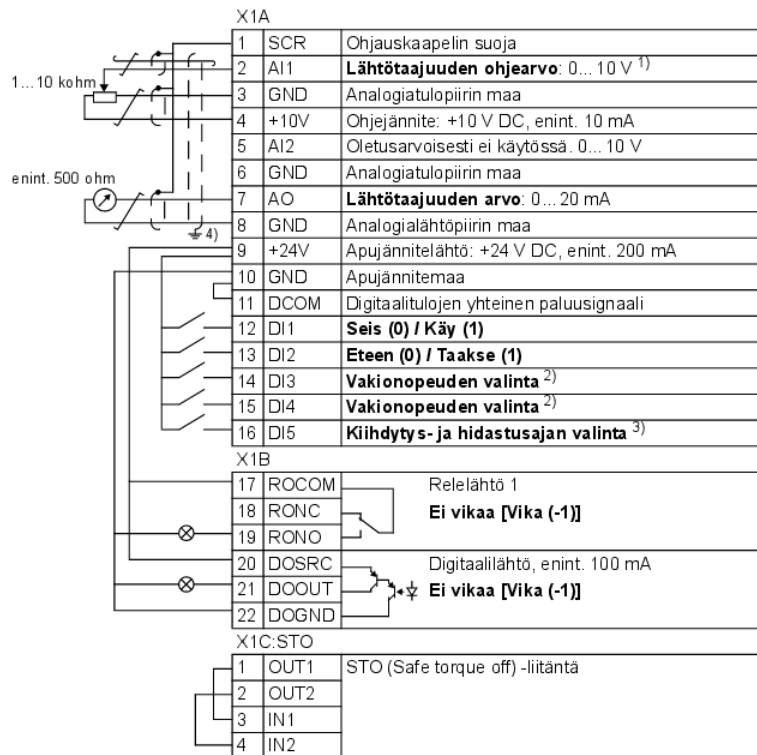 X1A
1 SCR Ohjauskaapelin suoja
2 AI1 Lähtötaajuuden ohjearvo: 0...10 V 1)
1...10 kohm
3 GND Analogiatulopiirin maa
4 +10V Ohjejännite: +10 V DC, enint. 10 mA
5 AI2 Oletusarvoisesti ei käytössä. 0...10 V
6 GND Analogiatulopiirin maa
enint. 500 ohm
7 AO Lähtötaajuuden arvo: 0...20 mA
8 GND Analogialähtöpiirin maa
4)
9 +24V Apujännitelähtö: +24 V DC, enint. 200 mA
10 GND Apujännitemaa
11 DCOM Digitaalitulojen yhteinen paluusignaali
12 DI1 Seis (0) / Käy (1)
13 DI2 Eteen (0) / Taakse (1)
14 DI3 Vakionopeuden valinta 2)
15 DI4 Vakionopeuden valinta 2)
16 DI5 Kiihdytys- ja hidastusajan valinta 3)
X1B
17 ROCOM Relelähtö 1
18 RONC Ei vikaa [Vika (-1)]
19 RONO
20 DOSRC Digitaalilähtö, enint. 100 mA
21 DOOUT Ei vikaa [Vika (-1)]
22 DOGND
X1C:STO
1 OUT1 STO (Safe torque off) -liitäntä
2 OUT2
3 IN1
4 IN2